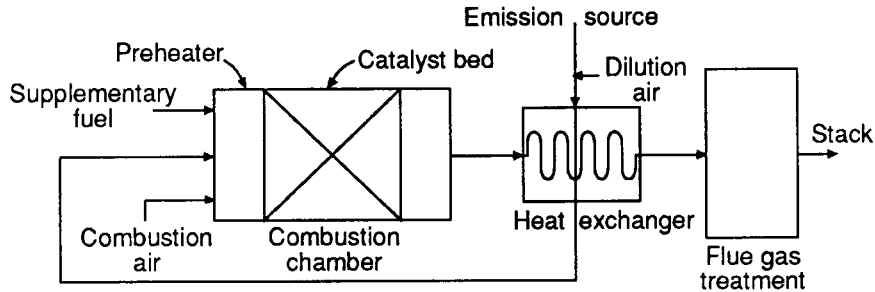 Emission source
Preheater
Catalyst bed
Dilution
air
Supplementary
fuel
Stack
Heat exchanger
Combustion
air
Combustion
chamber
Flue gas
treatment